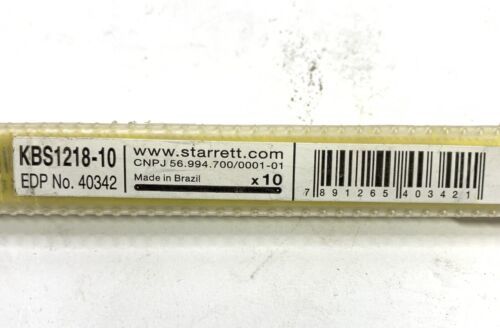 KBS1218-10
EDP No. 40342
www.starrett.com
CNPJ 56.994.700/0001-01
Made in Brazil
x10
7 891265 403421